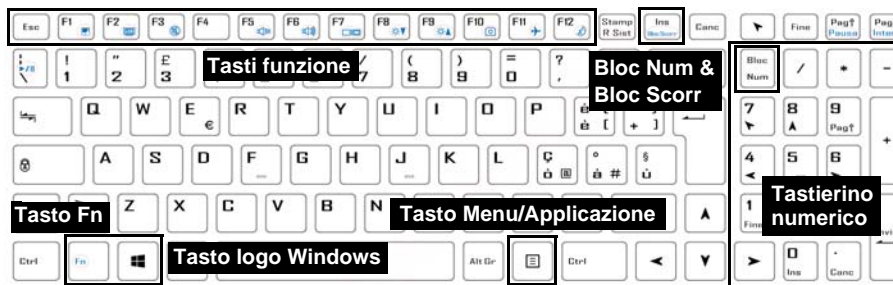 Esc F1 F2 F3 F4 F5 F6 F7 F8 F9 F10 F11 F12 Stamp R Sist Ins Bloc Scorr Canc Fine Pag↑ Pausa
\ ! 1 " 2 £ 3 Tasti funzione / 7 ( 8 ) 9 = 0 ? Bloc Num & Bloc Scorr Bloc Num / * -
Q W E € R T Y U I O P è é [ + ] 7 8 9 Pag↑
A S D F G H J K L Ç ò @ ° à # § ù 4 5 6 +
Tasto Fn Z X C V B N Tasto Menu/Applicazione 1 Fine Tastierino numerico
Ctrl Fn Tasto logo Windows Alt Gr Ctrl 0 Ins . Canc